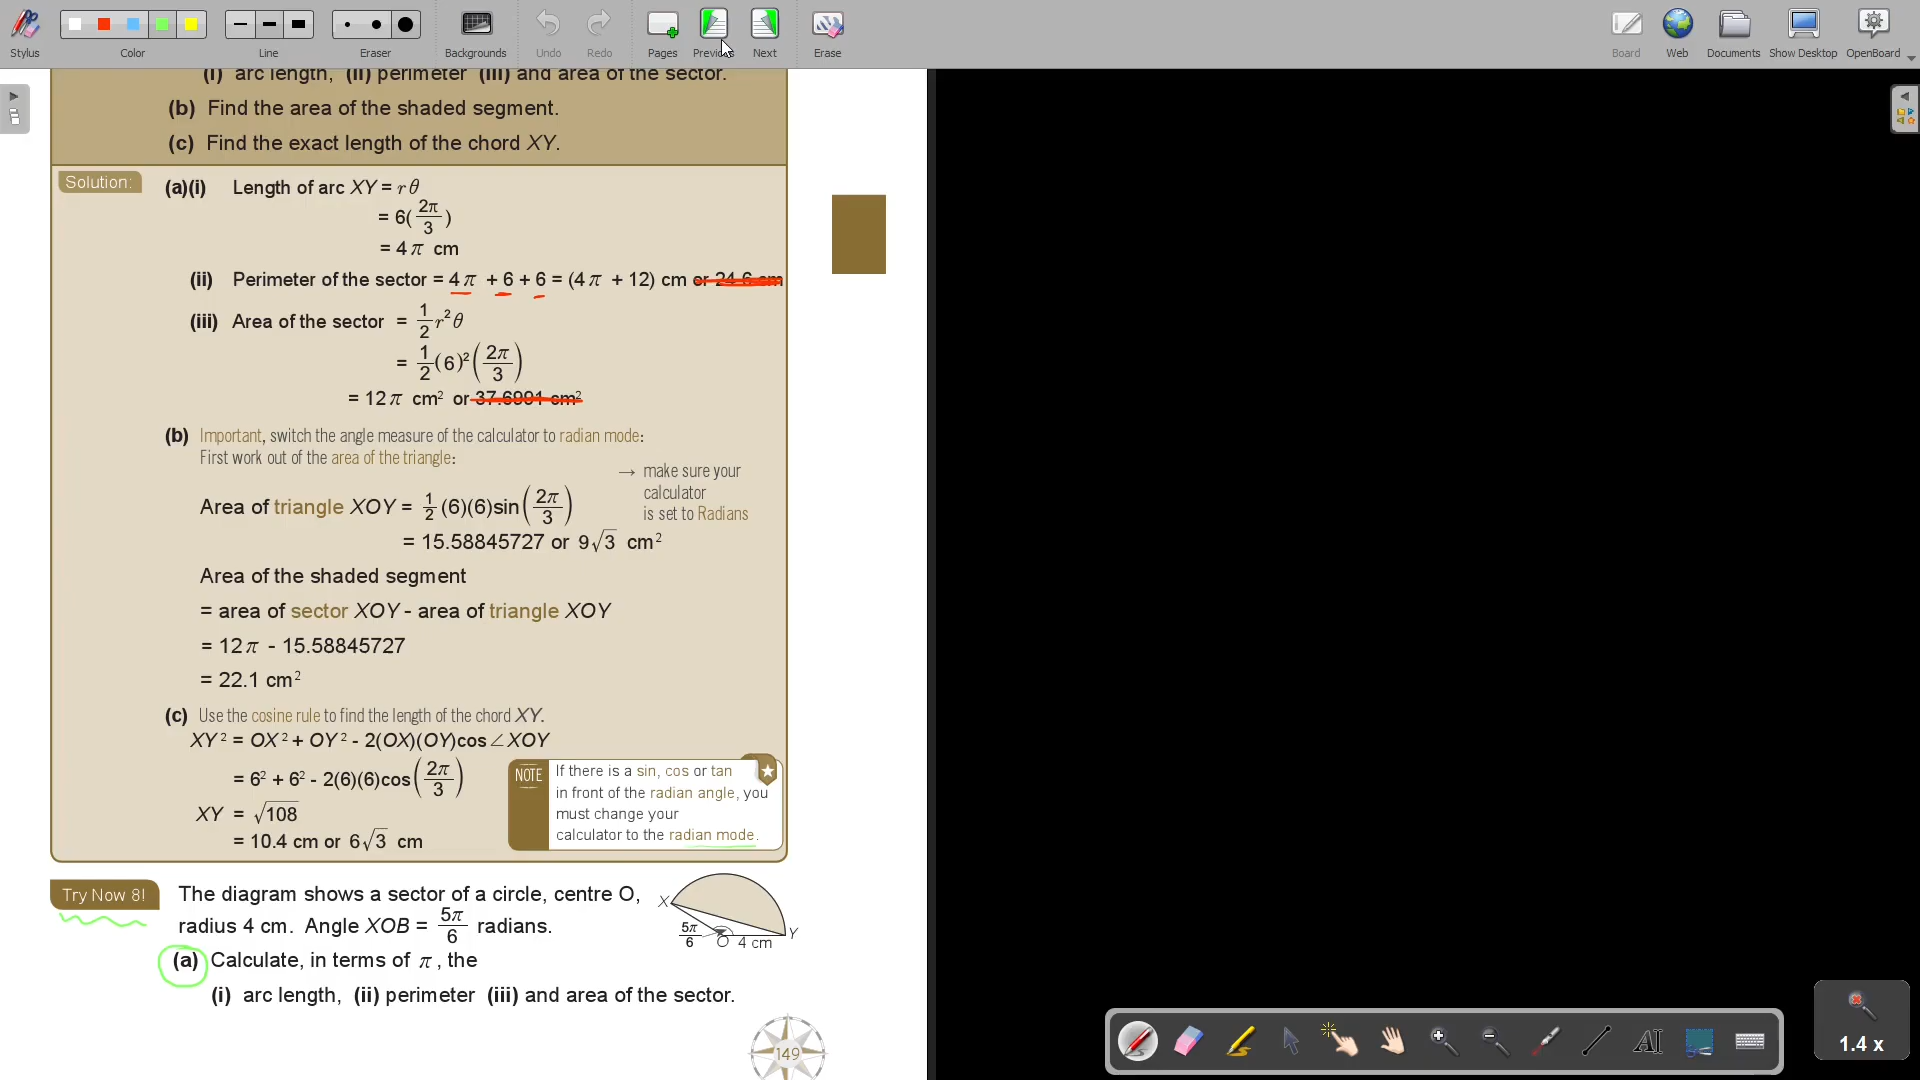 Stylus
Color
Line
Eraser
Backgrounds
Undo
Redo
Pages
Previous
Next
Erase
Board
Web
Documents
Show Desktop
OpenBoard
(i) arc length, (ii) perimeter (iii) and area of the sector.
(b) Find the area of the shaded segment.
(c) Find the exact length of the chord XY.
Solution:
(a)(i) Length of arc XY = rθ
= 6(2π/3)
= 4π cm
(ii) Perimeter of the sector = 4π + 6 + 6 = (4π + 12) cm or 24.6 cm
(iii) Area of the sector = 1/2 r²θ
= 1/2 (6)² (2π/3)
= 12π cm² or 37.6991 cm²
(b) Important, switch the angle measure of the calculator to radian mode:
First work out of the area of the triangle:
→ make sure your
calculator
is set to Radians
Area of triangle XOY = 1/2 (6)(6)sin(2π/3)
= 15.58845727 or 9√3 cm²
Area of the shaded segment
= area of sector XOY - area of triangle XOY
= 12π - 15.58845727
= 22.1 cm²
(c) Use the cosine rule to find the length of the chord XY.
XY² = OX² + OY² - 2(OX)(OY)cos∠XOY
= 6² + 6² - 2(6)(6)cos(2π/3)
XY = √108
= 10.4 cm or 6√3 cm
NOTE
If there is a sin, cos or tan
in front of the radian angle, you
must change your
calculator to the radian mode.
Try Now 8!
The diagram shows a sector of a circle, centre O,
radius 4 cm. Angle XOB = 5π/6 radians.
X
5π/6
O
4 cm
Y
(a) Calculate, in terms of π, the
(i) arc length, (ii) perimeter (iii) and area of the sector.
149
1.4 x